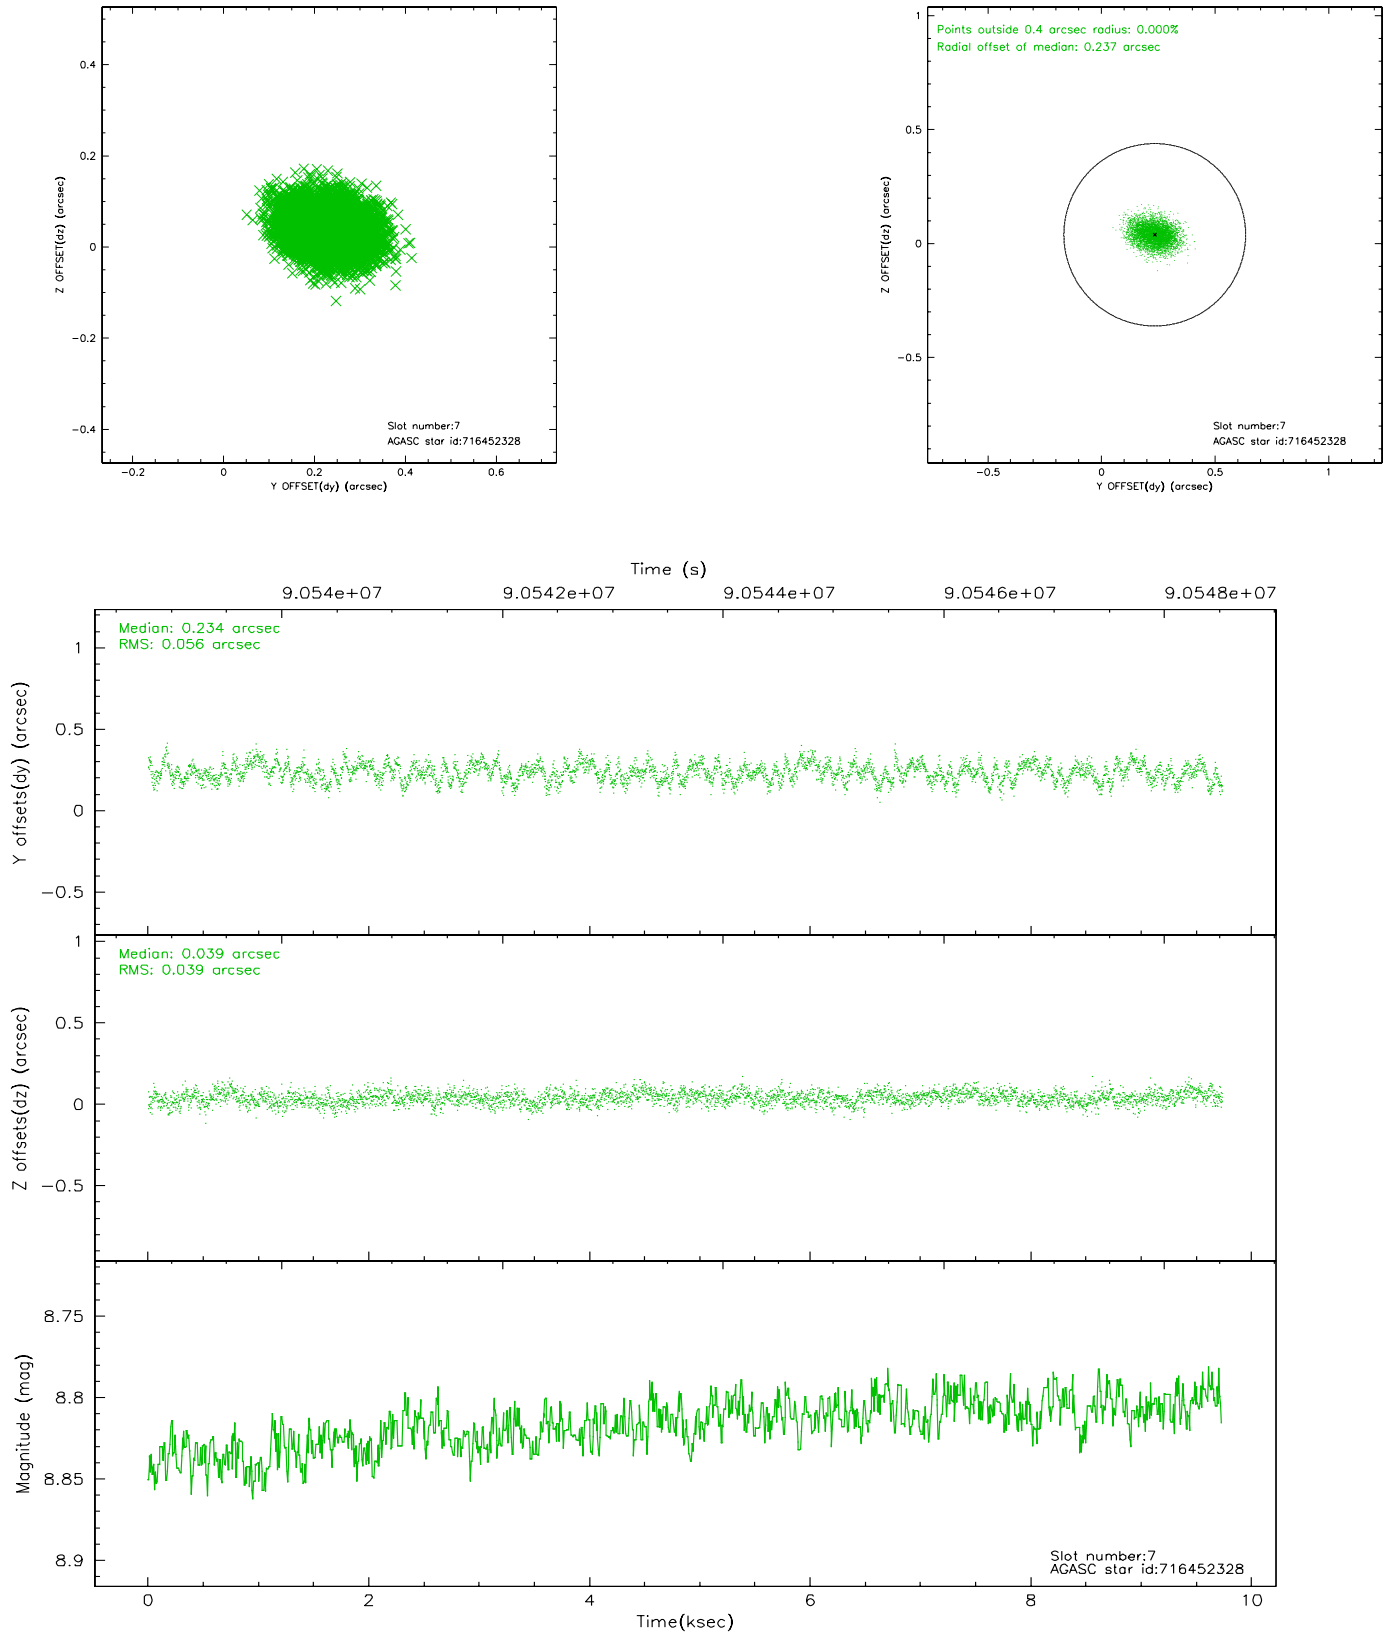 0.4
0.2
0
-0.2
-0.4
Z OFFSET(dz) (arcsec)
Slot number:7
AGASC star id:716452328
-0.2 0 0.2 0.4 0.6
Y OFFSET(dy) (arcsec)
Points outside 0.4 arcsec radius: 0.000%
Radial offset of median: 0.237 arcsec
1
0.5
0
-0.5
Z OFFSET(dz) (arcsec)
Slot number:7
AGASC star id:716452328
-0.5 0 0.5 1
Y OFFSET(dy) (arcsec)
Time (s)
9.054e+07 9.0542e+07 9.0544e+07 9.0546e+07 9.0548e+07
Median: 0.234 arcsec
RMS: 0.056 arcsec
1
0.5
0
-0.5
Y offsets(dy) (arcsec)
Median: 0.039 arcsec
RMS: 0.039 arcsec
1
0.5
0
-0.5
Z offsets(dz) (arcsec)
8.75
8.8
8.85
8.9
Magnitude (mag)
Slot number:7
AGASC star id:716452328
0 2 4 6 8 10
Time(ksec)